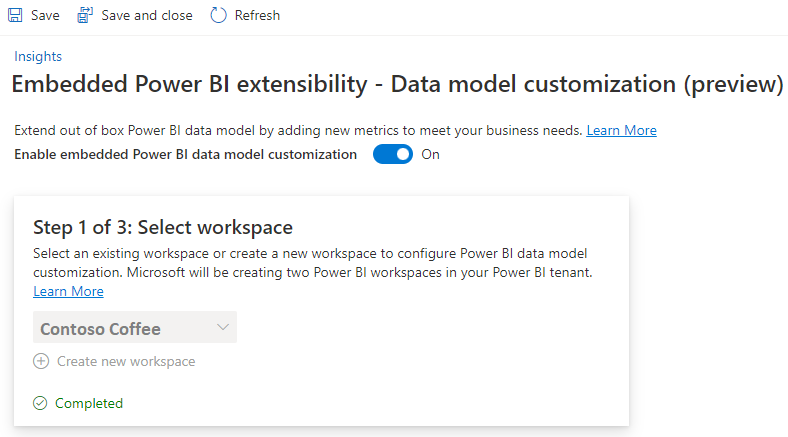 Save Save and close Refresh
Insights
Embedded Power BI extensibility - Data model customization (preview)
Extend out of box Power BI data model by adding new metrics to meet your business needs. Learn More
Enable embedded Power BI data model customization On
Step 1 of 3: Select workspace
Select an existing workspace or create a new workspace to configure Power BI data model
customization. Microsoft will be creating two Power BI workspaces in your Power BI tenant.
Learn More
Contoso Coffee
Create new workspace
Completed